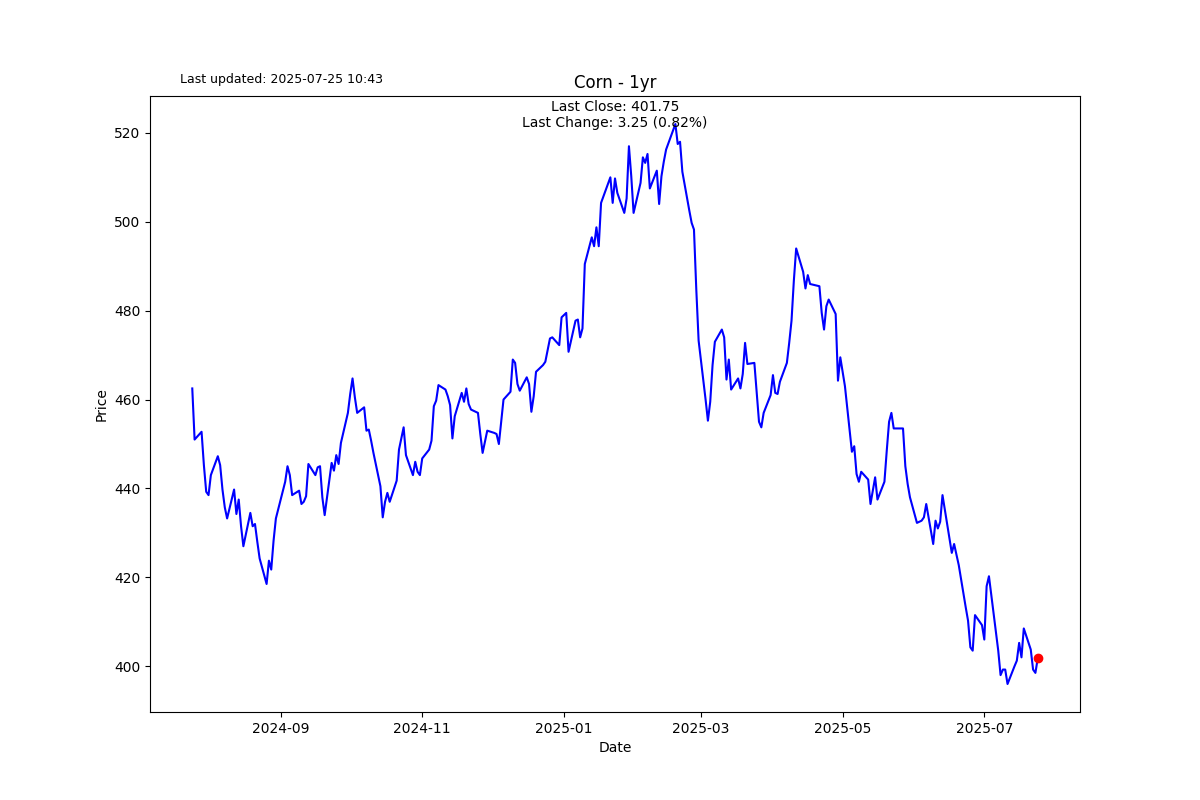 Last updated: 2025-07-25 10:43
Corn - 1yr
Last Close: 401.75
Last Change: 3.25 (0.82%)
520
500
480
460
440
420
400
Price
2024-09
2024-11
2025-01
2025-03
2025-05
2025-07
Date